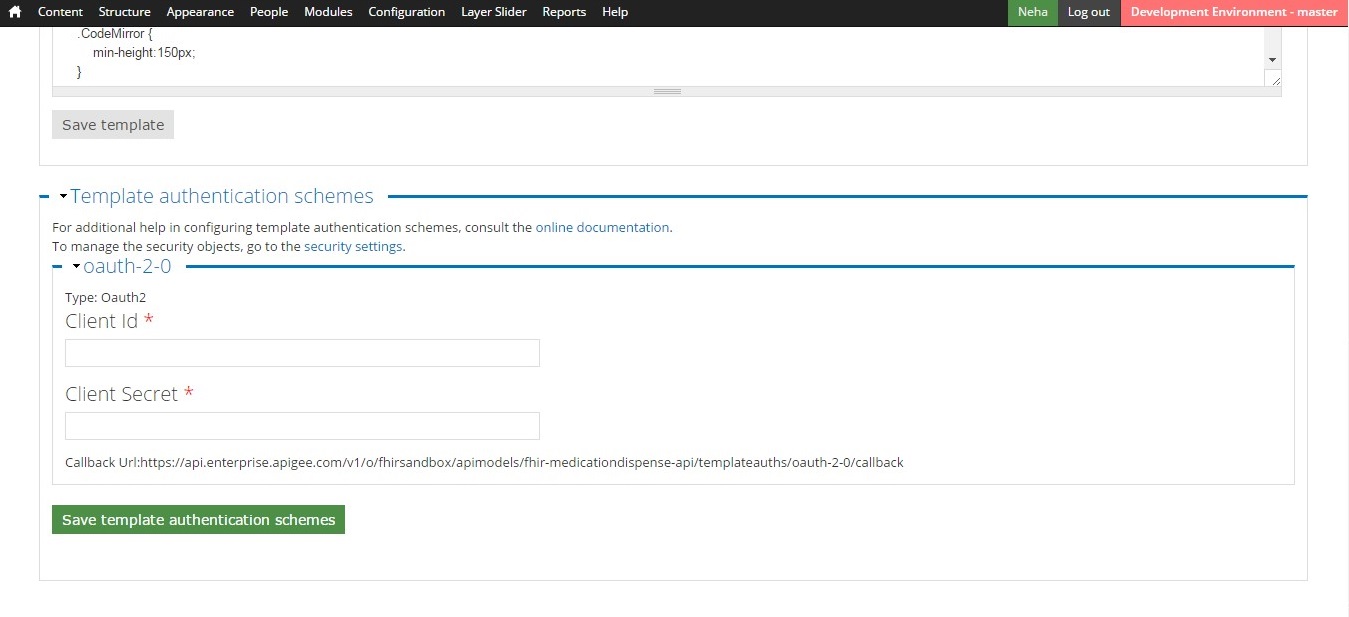 Content Structure Appearance People Modules Configuration Layer Slider Reports Help Neha Log out Development Environment - master
.CodeMirror {
min-height:150px;
}
Save template
Template authentication schemes
For additional help in configuring template authentication schemes, consult the online documentation.
To manage the security objects, go to the security settings.
oauth-2-0
Type: Oauth2
Client Id *
Client Secret *
Callback Url:https://api.enterprise.apigee.com/v1/o/fhirsandbox/apimodels/fhir-medicationdispense-api/templateauths/oauth-2-0/callback
Save template authentication schemes